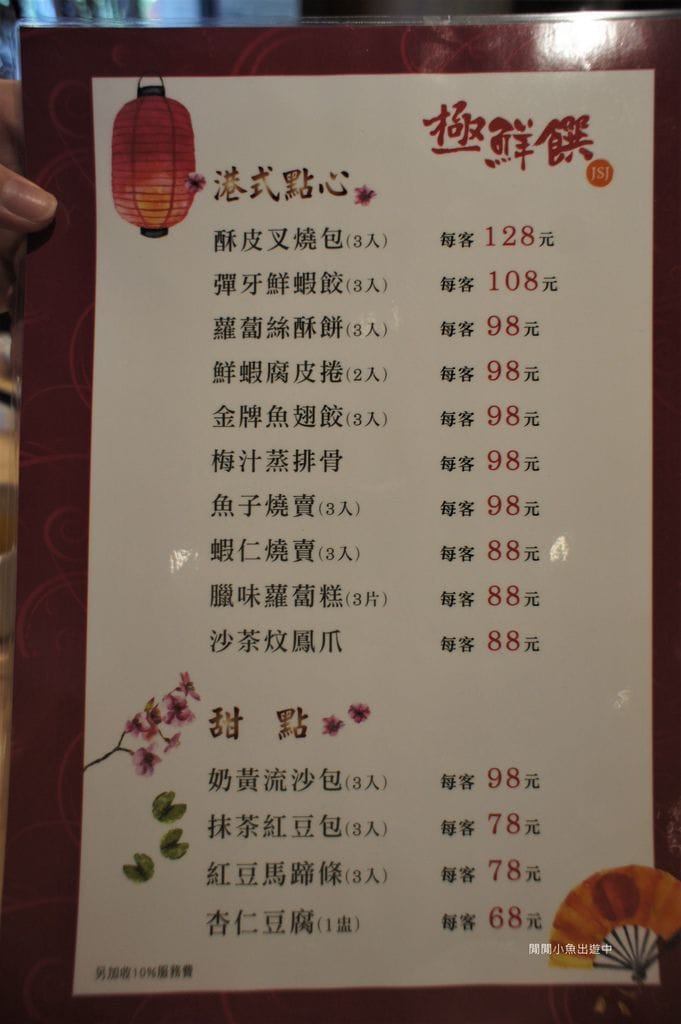 極鮮饌
JSJ
港式點心
酥皮叉燒包(3入) 每客 128元
彈牙鮮蝦餃(3入) 每客 108元
蘿蔔絲酥餅(3入) 每客 98元
鮮蝦腐皮捲(2入) 每客 98元
金牌魚翅餃(3入) 每客 98元
梅汁蒸排骨 每客 98元
魚子燒賣(3入) 每客 98元
蝦仁燒賣(3入) 每客 88元
臘味蘿蔔糕(3片) 每客 88元
沙茶炆鳳爪 每客 88元
甜 點
奶黃流沙包(3入) 每客 98元
抹茶紅豆包(3入) 每客 78元
紅豆馬蹄條(3入) 每客 78元
杏仁豆腐(1盅) 每客 68元
閒閒小魚出遊中
另加收10%服務費